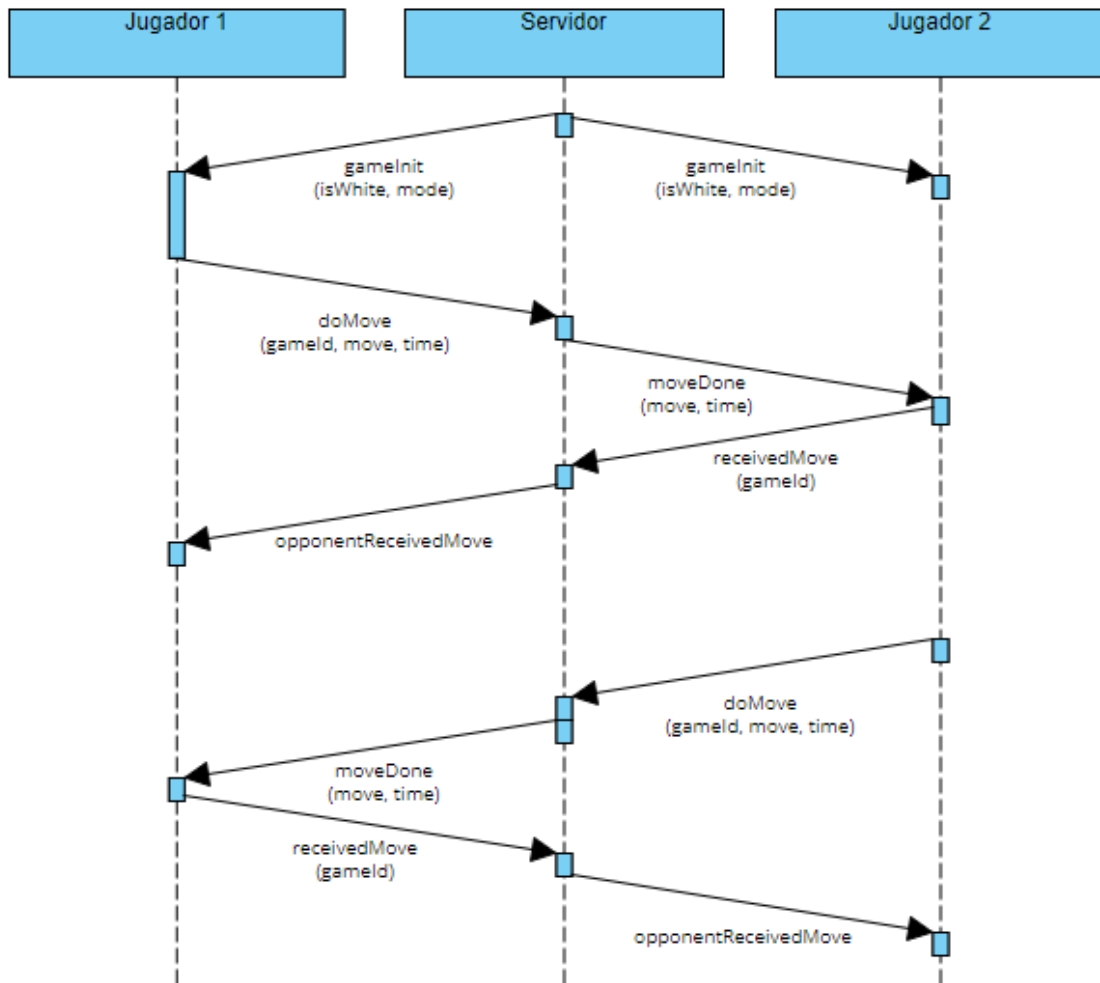 Jugador 1
Servidor
Jugador 2
gameInit
(isWhite, mode)
gameInit
(isWhite, mode)
doMove
(gameId, move, time)
moveDone
(move, time)
receivedMove
(gameId)
opponentReceivedMove
doMove
(gameId, move, time)
moveDone
(move, time)
receivedMove
(gameId)
opponentReceivedMove